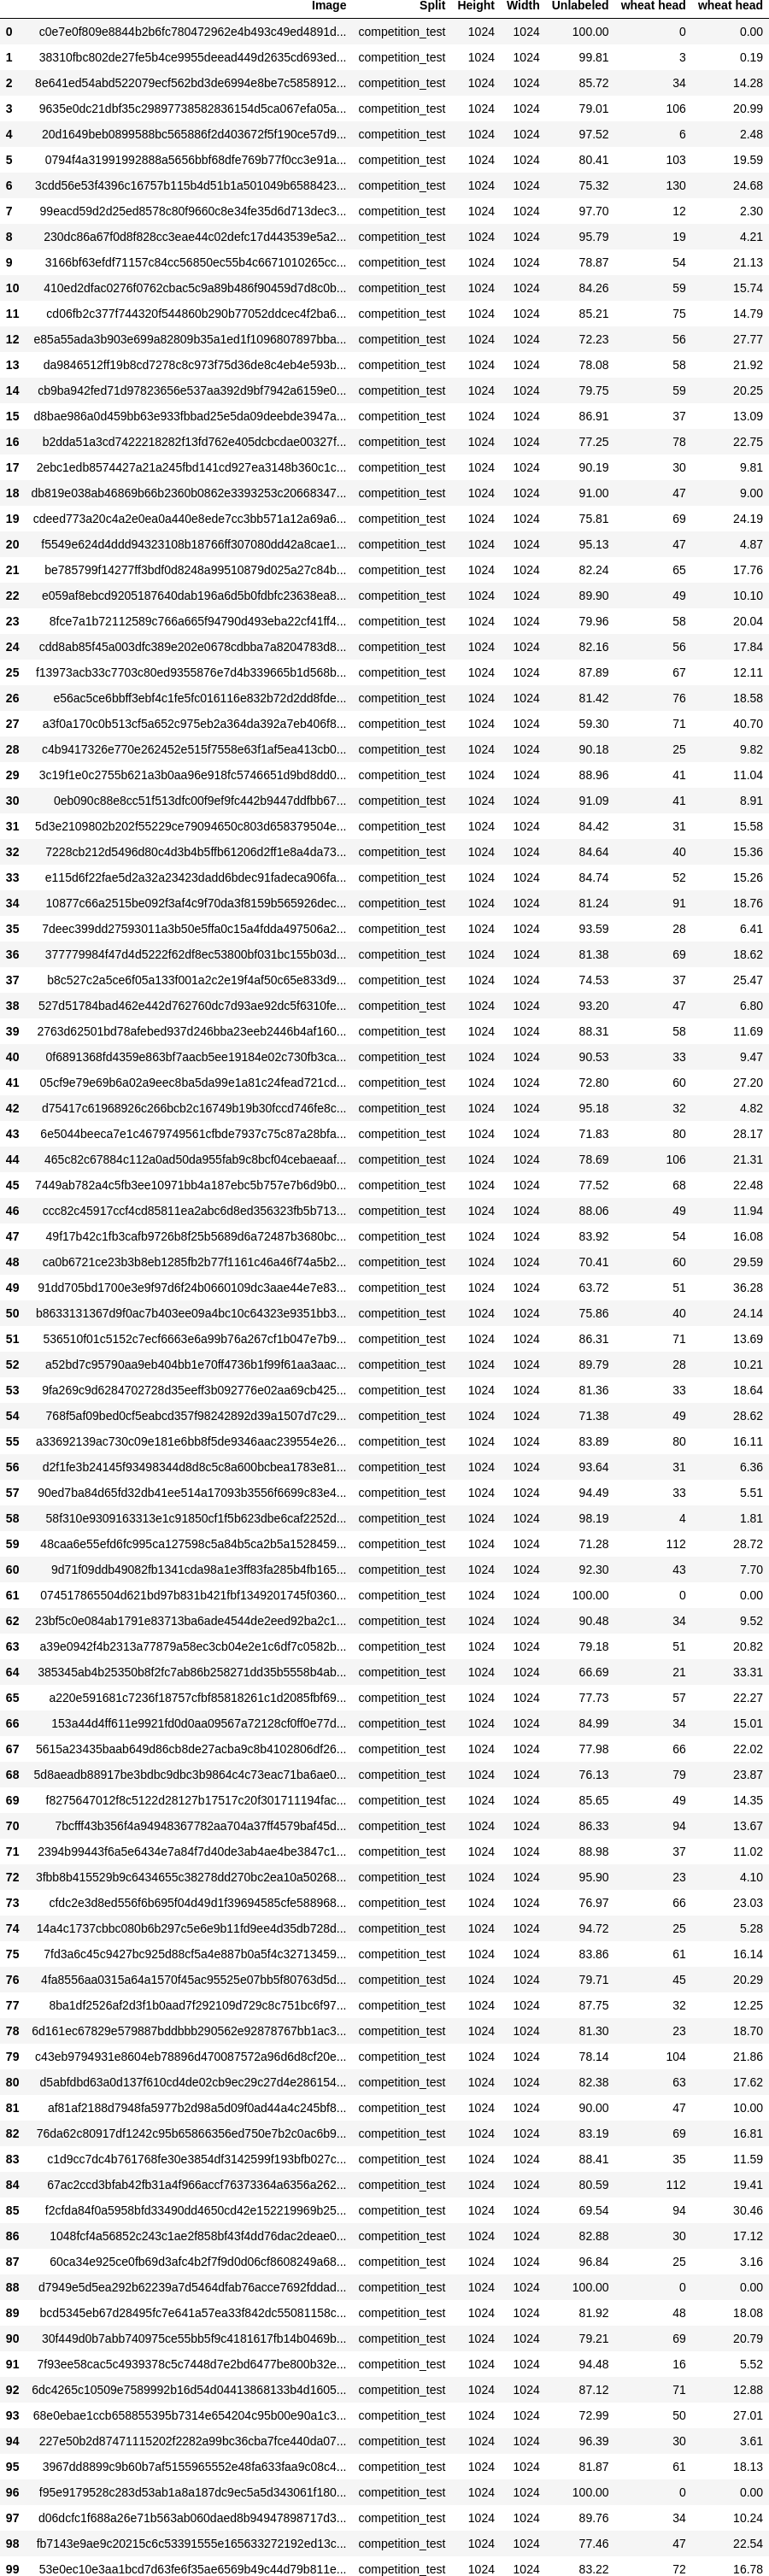 Image Split Height Width Unlabeled wheat head wheat head
0 c0e7e0f809e8844b2b6fc780472962e4b493c49ed4891d... competition_test 1024 1024 100.00 0 0.00
1 38310fbc802de27fe5b4ce9955deead449d2635cd693ed... competition_test 1024 1024 99.81 3 0.19
2 8e641ed54abd522079ecf562bd3de6994e8be7c5858912... competition_test 1024 1024 85.72 34 14.28
3 9635e0dc21dbf35c29897738582836154d5ca067efa05a... competition_test 1024 1024 79.01 106 20.99
4 20d1649beb0899588bc565886f2d403672f5f190ce57d9... competition_test 1024 1024 97.52 6 2.48
5 0794f4a31991992888a5656bbf68dfe769b77f0cc3e91a... competition_test 1024 1024 80.41 103 19.59
6 3cdd56e53f4396c16757b115b4d51b1a501049b6588423... competition_test 1024 1024 75.32 130 24.68
7 99eacd59d2d25ed8578c80f9660c8e34fe35d6d713dec3... competition_test 1024 1024 97.70 12 2.30
8 230dc86a67f0d8f828cc3eae44c02defc17d443539e5a2... competition_test 1024 1024 95.79 19 4.21
9 3166bf63efdf71157c84cc56850ec55b4c6671010265cc... competition_test 1024 1024 78.87 54 21.13
10 410ed2dfac0276f0762cbac5c9a89b486f90459d7d8c0b... competition_test 1024 1024 84.26 59 15.74
11 cd06fb2c377f744320f544860b290b77052ddcec4f2ba6... competition_test 1024 1024 85.21 75 14.79
12 e85a55ada3b903e699a82809b35a1ed1f1096807897bba... competition_test 1024 1024 72.23 56 27.77
13 da9846512ff19b8cd7278c8c973f75d36de8c4eb4e593b... competition_test 1024 1024 78.08 58 21.92
14 cb9ba942fed71d97823656e537aa392d9bf7942a6159e0... competition_test 1024 1024 79.75 59 20.25
15 d8bae986a0d459bb63e933fbbad25e5da09deebde3947a... competition_test 1024 1024 86.91 37 13.09
16 b2dda51a3cd7422218282f13fd762e405dcbcdae00327f... competition_test 1024 1024 77.25 78 22.75
17 2ebc1edb8574427a21a245fbd141cd927ea3148b360c1c... competition_test 1024 1024 90.19 30 9.81
18 db819e038ab46869b66b2360b0862e3393253c20668347... competition_test 1024 1024 91.00 47 9.00
19 cdeed773a20c4a2e0ea0a440e8ede7cc3bb571a12a69a6... competition_test 1024 1024 75.81 69 24.19
20 f5549e624d4ddd94323108b18766ff307080dd42a8cae1... competition_test 1024 1024 95.13 47 4.87
21 be785799f14277ff3bdf0d8248a99510879d025a27c84b... competition_test 1024 1024 82.24 65 17.76
22 e059af8ebcd9205187640dab196a6d5b0fdbfc23638ea8... competition_test 1024 1024 89.90 49 10.10
23 8fce7a1b72112589c766a665f94790d493eba22cf41ff4... competition_test 1024 1024 79.96 58 20.04
24 cdd8ab85f45a003dfc389e202e0678cdbba7a8204783d8... competition_test 1024 1024 82.16 56 17.84
25 f13973acb33c7703c80ed9355876e7d4b339665b1d568b... competition_test 1024 1024 87.89 67 12.11
26 e56ac5ce6bbff3ebf4c1fe5fc016116e832b72d2dd8fde... competition_test 1024 1024 81.42 76 18.58
27 a3f0a170c0b513cf5a652c975eb2a364da392a7eb406f8... competition_test 1024 1024 59.30 71 40.70
28 c4b9417326e770e262452e515f7558e63f1af5ea413cb0... competition_test 1024 1024 90.18 25 9.82
29 3c19f1e0c2755b621a3b0aa96e918fc5746651d9bd8dd0... competition_test 1024 1024 88.96 41 11.04
30 0eb090c88e8cc51f513dfc00f9ef9fc442b9447ddfbb67... competition_test 1024 1024 91.09 41 8.91
31 5d3e2109802b202f55229ce79094650c803d658379504e... competition_test 1024 1024 84.42 31 15.58
32 7228cb212d5496d80c4d3b4b5ffb61206d2ff1e8a4da73... competition_test 1024 1024 84.64 40 15.36
33 e115d6f22fae5d2a32a23423dadd6bdec91fadeca906fa... competition_test 1024 1024 84.74 52 15.26
34 10877c66a2515be092f3af4c9f70da3f8159b565926dec... competition_test 1024 1024 81.24 91 18.76
35 7deec399dd27593011a3b50e5ffa0c15a4fdda497506a2... competition_test 1024 1024 93.59 28 6.41
36 377779984f47d4d5222f62df8ec53800bf031bc155b03d... competition_test 1024 1024 81.38 69 18.62
37 b8c527c2a5ce6f05a133f001a2c2e19f4af50c65e833d9... competition_test 1024 1024 74.53 37 25.47
38 527d51784bad462e442d762760dc7d93ae92dc5f6310fe... competition_test 1024 1024 93.20 47 6.80
39 2763d62501bd78afebed937d246bba23eeb2446b4af160... competition_test 1024 1024 88.31 58 11.69
40 0f6891368fd4359e863bf7aacb5ee19184e02c730fb3ca... competition_test 1024 1024 90.53 33 9.47
41 05cf9e79e69b6a02a9eec8ba5da99e1a81c24fead721cd... competition_test 1024 1024 72.80 60 27.20
42 d75417c61968926c266bcb2c16749b19b30fccd746fe8c... competition_test 1024 1024 95.18 32 4.82
43 6e5044beeca7e1c4679749561cfbde7937c75c87a28bfa... competition_test 1024 1024 71.83 80 28.17
44 465c82c67884c112a0ad50da955fab9c8bcf04cebaeaaf... competition_test 1024 1024 78.69 106 21.31
45 7449ab782a4c5fb3ee10971bb4a187ebc5b757e7b6d9b0... competition_test 1024 1024 77.52 68 22.48
46 ccc82c45917ccf4cd85811ea2abc6d8ed356323fb5b713... competition_test 1024 1024 88.06 49 11.94
47 49f17b42c1fb3cafb9726b8f25b5689d6a72487b3680bc... competition_test 1024 1024 83.92 54 16.08
48 ca0b6721ce23b3b8eb1285fb2b77f1161c46a46f74a5b2... competition_test 1024 1024 70.41 60 29.59
49 91dd705bd1700e3e9f97d6f24b0660109dc3aae44e7e83... competition_test 1024 1024 63.72 51 36.28
50 b8633131367d9f0ac7b403ee09a4bc10c64323e9351bb3... competition_test 1024 1024 75.86 40 24.14
51 536510f01c5152c7ecf6663e6a99b76a267cf1b047e7b9... competition_test 1024 1024 86.31 71 13.69
52 a52bd7c95790aa9eb404bb1e70ff4736b1f99f61aa3aac... competition_test 1024 1024 89.79 28 10.21
53 9fa269c9d6284702728d35eeff3b092776e02aa69cb425... competition_test 1024 1024 81.36 33 18.64
54 768f5af09bed0cf5eabcd357f98242892d39a1507d7c29... competition_test 1024 1024 71.38 49 28.62
55 a33692139ac730c09e181e6bb8f5de9346aac239554e26... competition_test 1024 1024 83.89 80 16.11
56 d2f1fe3b24145f93498344d8d8c5c8a600bcbea1783e81... competition_test 1024 1024 93.64 31 6.36
57 90ed7ba84d65fd32db41ee514a17093b3556f6699c83e4... competition_test 1024 1024 94.49 33 5.51
58 58f310e9309163313e1c91850cf1f5b623dbe6caf2252d... competition_test 1024 1024 98.19 4 1.81
59 48caa6e55efd6fc995ca127598c5a84b5ca2b5a1528459... competition_test 1024 1024 71.28 112 28.72
60 9d71f09ddb49082fb1341cda98a1e3ff83fa285b4fb165... competition_test 1024 1024 92.30 43 7.70
61 074517865504d621bd97b831b421fbf1349201745f0360... competition_test 1024 1024 100.00 0 0.00
62 23bf5c0e084ab1791e83713ba6ade4544de2eed92ba2c1... competition_test 1024 1024 90.48 34 9.52
63 a39e0942f4b2313a77879a58ec3cb04e2e1c6df7c0582b... competition_test 1024 1024 79.18 51 20.82
64 385345ab4b25350b8f2fc7ab86b258271dd35b5558b4ab... competition_test 1024 1024 66.69 21 33.31
65 a220e591681c7236f18757cfbf85818261c1d2085fbf69... competition_test 1024 1024 77.73 57 22.27
66 153a44d4ff611e9921fd0d0aa09567a72128cf0ff0e77d... competition_test 1024 1024 84.99 34 15.01
67 5615a23435baab649d86cb8de27acba9c8b4102806df26... competition_test 1024 1024 77.98 66 22.02
68 5d8aeadb88917be3bdbc9dbc3b9864c4c73eac71ba6ae0... competition_test 1024 1024 76.13 79 23.87
69 f8275647012f8c5122d28127b17517c20f301711194fac... competition_test 1024 1024 85.65 49 14.35
70 7bcfff43b356f4a94948367782aa704a37ff4579baf45d... competition_test 1024 1024 86.33 94 13.67
71 2394b99443f6a5e6434e7a84f7d40de3ab4ae4be3847c1... competition_test 1024 1024 88.98 37 11.02
72 3fbb8b415529b9c6434655c38278dd270bc2ea10a50268... competition_test 1024 1024 95.90 23 4.10
73 cfdc2e3d8ed556f6b695f04d49d1f39694585cfe588968... competition_test 1024 1024 76.97 66 23.03
74 14a4c1737cbbc080b6b297c5e6e9b11fd9ee4d35db728d... competition_test 1024 1024 94.72 25 5.28
75 7fd3a6c45c9427bc925d88cf5a4e887b0a5f4c32713459... competition_test 1024 1024 83.86 61 16.14
76 4fa8556aa0315a64a1570f45ac95525e07bb5f80763d5d... competition_test 1024 1024 79.71 45 20.29
77 8ba1df2526af2d3f1b0aad7f292109d729c8c751bc6f97... competition_test 1024 1024 87.75 32 12.25
78 6d161ec67829e579887bddbbb290562e92878767bb1ac3... competition_test 1024 1024 81.30 23 18.70
79 c43eb9794931e8604eb78896d470087572a96d6d8cf20e... competition_test 1024 1024 78.14 104 21.86
80 d5abfdbd63a0d137f610cd4de02cb9ec29c27d4e286154... competition_test 1024 1024 82.38 63 17.62
81 af81af2188d7948fa5977b2d98a5d09f0ad44a4c245bf8... competition_test 1024 1024 90.00 47 10.00
82 76da62c80917df1242c95b65866356ed750e7b2c0ac6b9... competition_test 1024 1024 83.19 69 16.81
83 c1d9cc7dc4b761768fe30e3854df3142599f193bfb027c... competition_test 1024 1024 88.41 35 11.59
84 67ac2ccd3bfab42fb31a4f966accf76373364a6356a262... competition_test 1024 1024 80.59 112 19.41
85 f2cfda84f0a5958bfd33490dd4650cd42e152219969b25... competition_test 1024 1024 69.54 94 30.46
86 1048fcf4a56852c243c1ae2f858bf43f4dd76dac2deae0... competition_test 1024 1024 82.88 30 17.12
87 60ca34e925ce0fb69d3afc4b2f7f9d0d06cf8608249a68... competition_test 1024 1024 96.84 25 3.16
88 d7949e5d5ea292b62239a7d5464dfab76acce7692fddad... competition_test 1024 1024 100.00 0 0.00
89 bcd5345eb67d28495fc7e641a57ea33f842dc55081158c... competition_test 1024 1024 81.92 48 18.08
90 30f449d0b7abb740975ce55bb5f9c4181617fb14b0469b... competition_test 1024 1024 79.21 69 20.79
91 7f93ee58cac5c4939378c5c7448d7e2bd6477be800b32e... competition_test 1024 1024 94.48 16 5.52
92 6dc4265c10509e7589992b16d54d04413868133b4d1605... competition_test 1024 1024 87.12 71 12.88
93 68e0ebae1ccb658855395b7314e654204c95b00e90a1c3... competition_test 1024 1024 72.99 50 27.01
94 227e50b2d87471115202f2282a99bc36cba7fce440da07... competition_test 1024 1024 96.39 30 3.61
95 3967dd8899c9b60b7af5155965552e48fa633faa9c08c4... competition_test 1024 1024 81.87 61 18.13
96 f95e9179528c283d53ab1a8a187dc9ec5a5d343061f180... competition_test 1024 1024 100.00 0 0.00
97 d06dcfc1f688a26e71b563ab060daed8b94947898717d3... competition_test 1024 1024 89.76 34 10.24
98 fb7143e9ae9c20215c6c53391555e165633272192ed13c... competition_test 1024 1024 77.46 47 22.54
99 53e0ec10e3aa1bcd7d63fe6f35ae6569b49c44d79b811e... competition_test 1024 1024 83.22 72 16.78